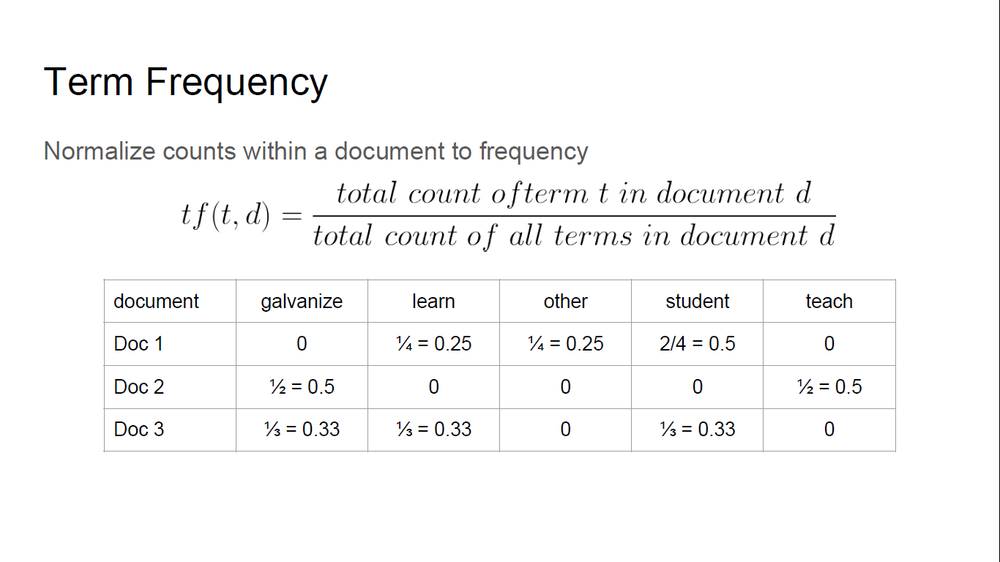 Term Frequency
Normalize counts within a document to frequency
tf(t, d) = total count ofterm t in document d
total count of all terms in document d
document galvanize learn other student teach
Doc 1 0 ¼ = 0.25 ¼ = 0.25 2/4 = 0.5 0
Doc 2 ½ = 0.5 0 0 0 ½ = 0.5
Doc 3 ⅓ = 0.33 ⅓ = 0.33 0 ⅓ = 0.33 0